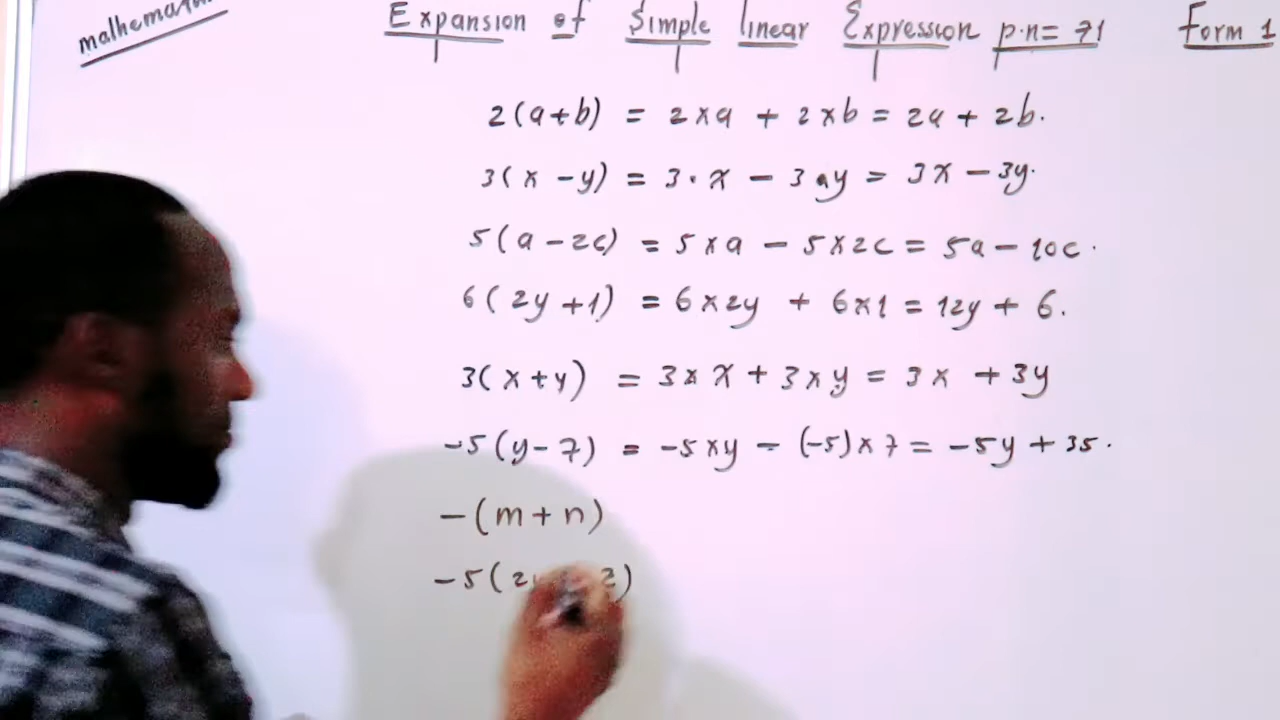 Expansion of Simple linear Expression p.n= 71 Form 1
2(a+b) = 2×a + 2×b = 2a + 2b.
3(x-y) = 3·x - 3·y = 3x - 3y.
5(a-2c) = 5×a - 5×2c = 5a - 10c.
6(2y+1) = 6×2y + 6×1 = 12y + 6.
3(x+y) = 3×x + 3×y = 3x + 3y
-5(y-7) = -5×y - (-5)×7 = -5y + 35.
-(m+n)
-5(2